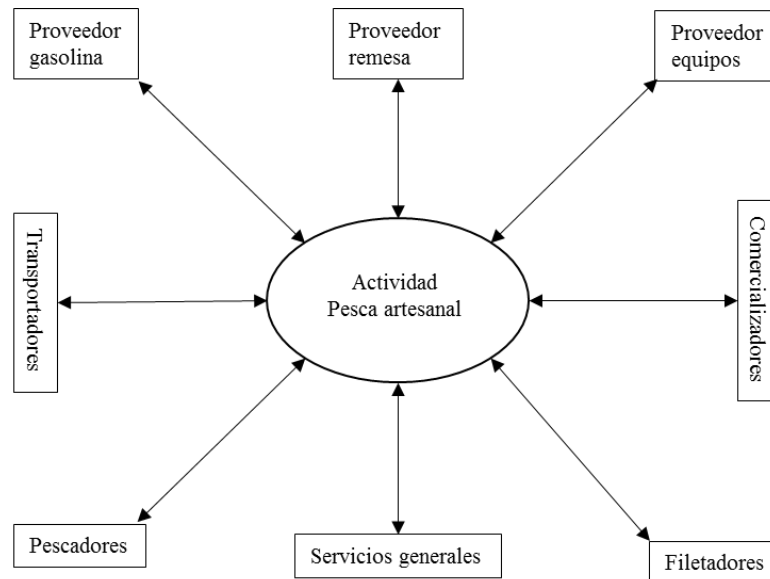 Proveedor
gasolina
Proveedor
remesa
Proveedor
equipos
Transportadores
Actividad
Pesca artesanal
Comercializadores
Pescadores
Servicios generales
Filetadores